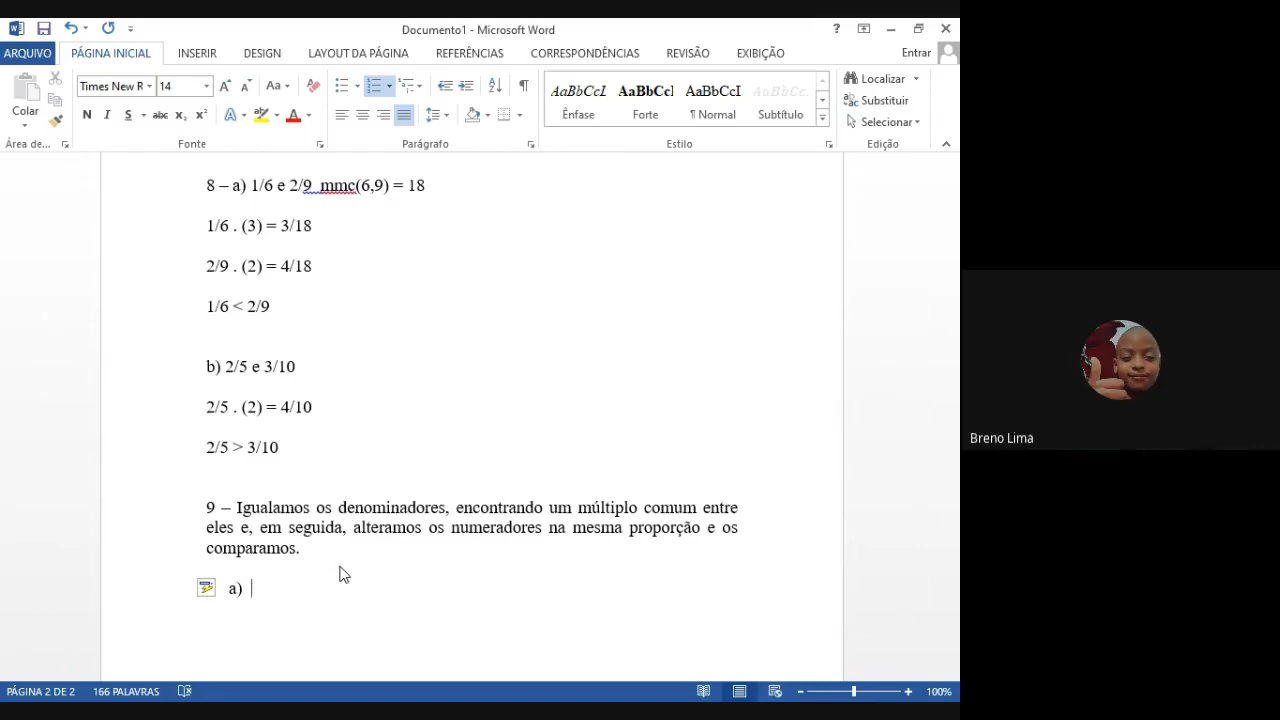 Documento1 - Microsoft Word
?
ARQUIVO PÁGINA INICIAL INSERIR DESIGN LAYOUT DA PÁGINA REFERÊNCIAS CORRESPONDÊNCIAS REVISÃO EXIBIÇÃO Entrar
Colar
Times New R 14
Aa
N I S abc x₂ x²
AaBbCcI AaBbCcI AaBbCcI AaBbCc.
Ênfase Forte ¶ Normal Subtítulo
Localizar
Substituir
Selecionar
Área de... Fonte Parágrafo Estilo Edição
8 – a) 1/6 e 2/9 mmc(6,9) = 18
1/6 . (3) = 3/18
2/9 . (2) = 4/18
1/6 < 2/9
b) 2/5 e 3/10
2/5 . (2) = 4/10
2/5 > 3/10
9 – Igualamos os denominadores, encontrando um múltiplo comum entre
eles e, em seguida, alteramos os numeradores na mesma proporção e os
comparamos.
a)
Breno Lima
PÁGINA 2 DE 2 166 PALAVRAS 100%